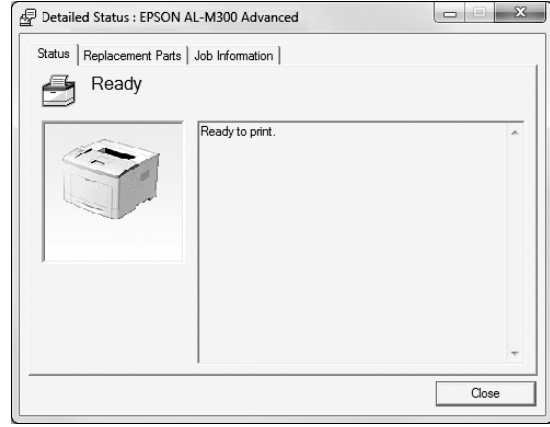 Detailed Status : EPSON AL-M300 Advanced
Status Replacement Parts Job Information
Ready
Ready to print.
Close